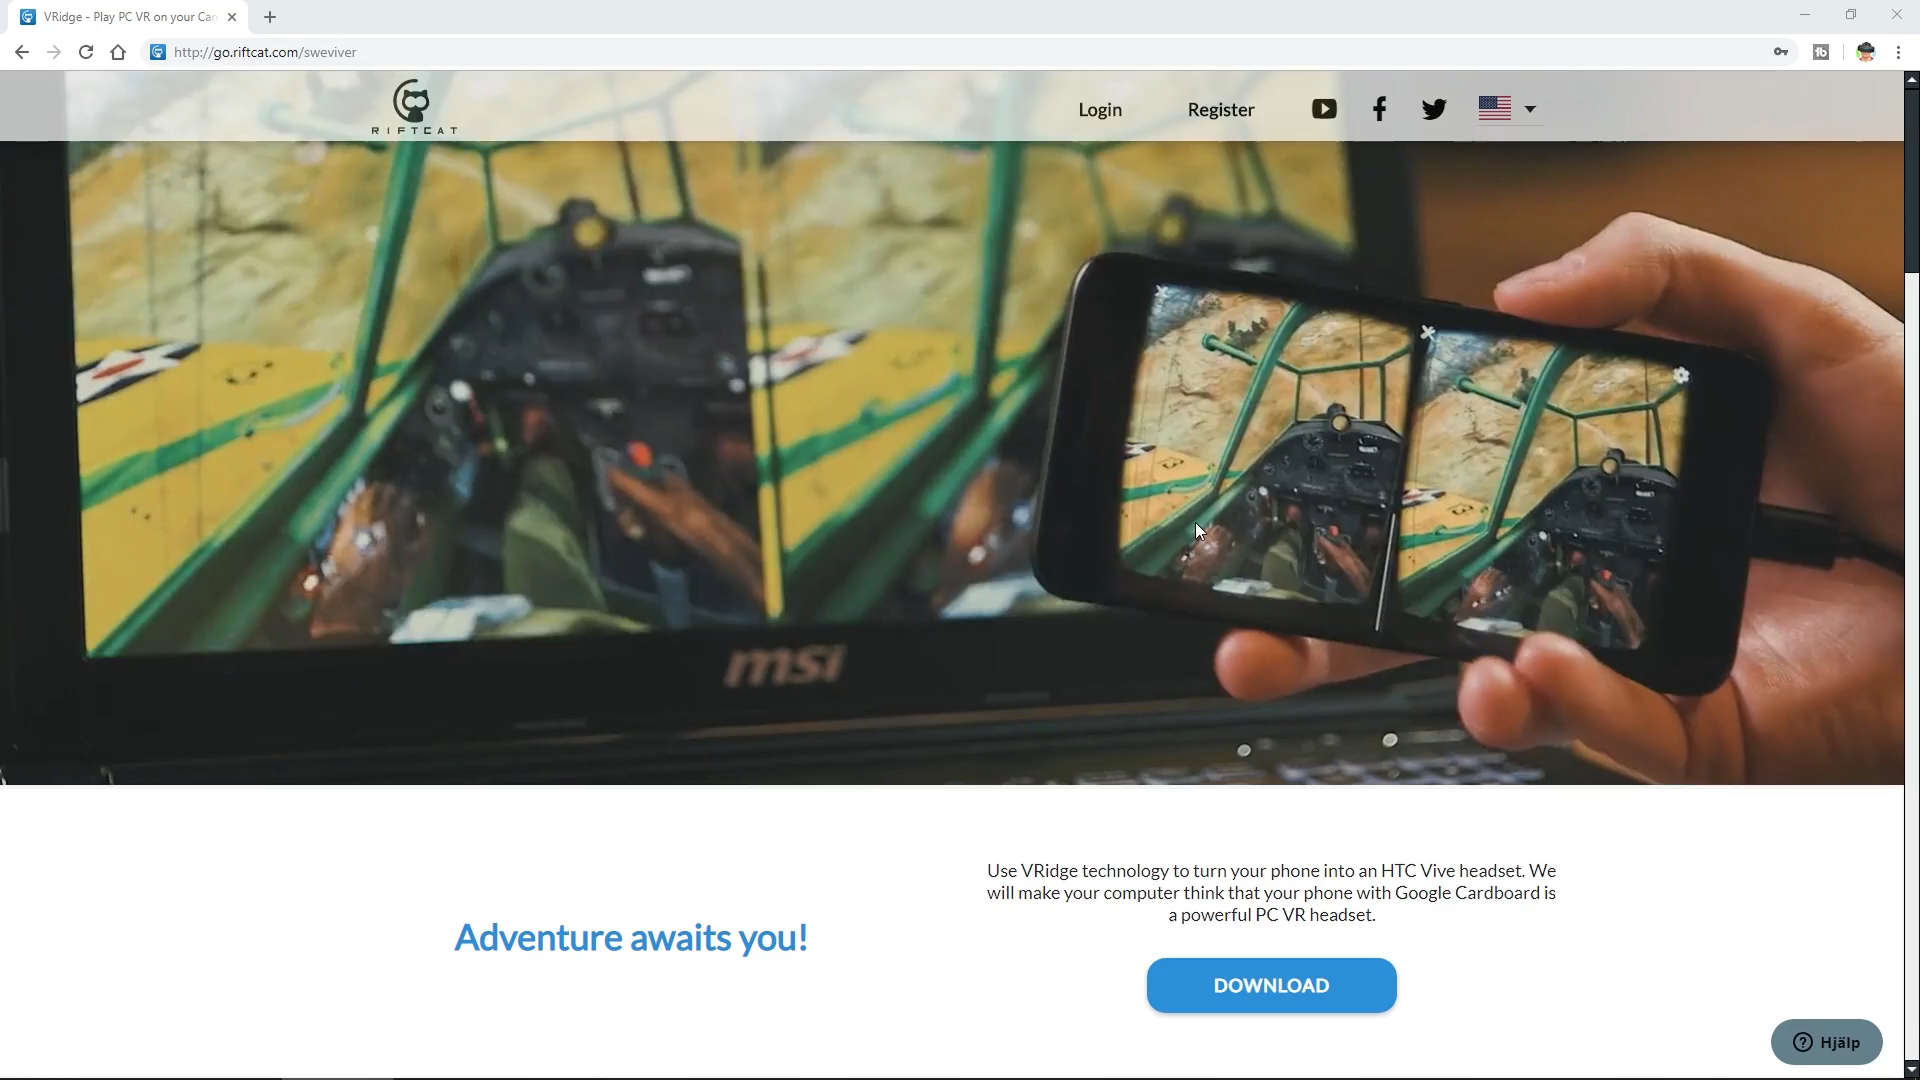 VRidge - Play PC VR on your Car
http://go.riftcat.com/sweviver
RIFTCAT
Login
Register
msi
Use VRidge technology to turn your phone into an HTC Vive headset. We
will make your computer think that your phone with Google Cardboard is
a powerful PC VR headset.
Adventure awaits you!
DOWNLOAD
Hjälp